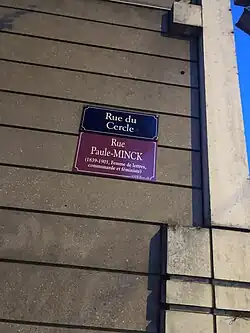 Rue du
Cercle
Rue
Paule-MINCK
(1839-1901, Femme de lettres,
communarde et féministe)